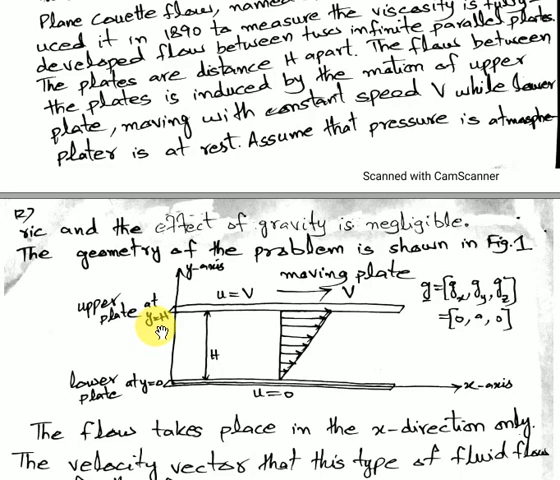 Plane Couette flow, named
uced it in 1890 to measure the viscosity is fully
developed flow between two infinite parallel plates.
The plates are distance H apart. The flow between
the plates is induced by the motion of upper
plate, moving with constant speed V while lower
plate is at rest. Assume that pressure is atmosphe
Scanned with CamScanner
(2)
ric and the effect of gravity is negligible.
The geometry of the problem is shown in Fig.1
y-axis
moving plate
u=V
V
g=[gx, gy, gz]
=[0, 0, 0]
upper plate at y=H
H
lower plate at y=0
x-axis
u=0
The flow takes place in the x-direction only.
The velocity vector that this type of fluid flow